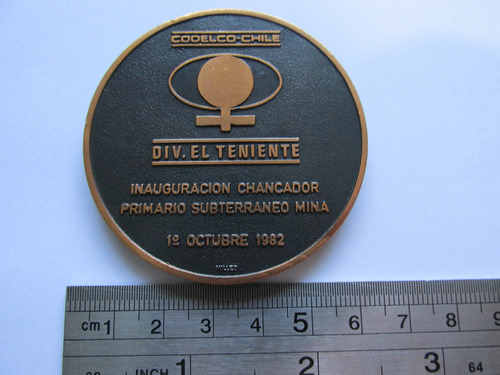 CODELCO-CHILE
DIV. EL TENIENTE
INAUGURACION CHANCADOR
PRIMARIO SUBTERRANEO MINA
1º OCTUBRE 1982
cm 1 2 3 4 5 6 7 8 9
INCH 1 2 3 64